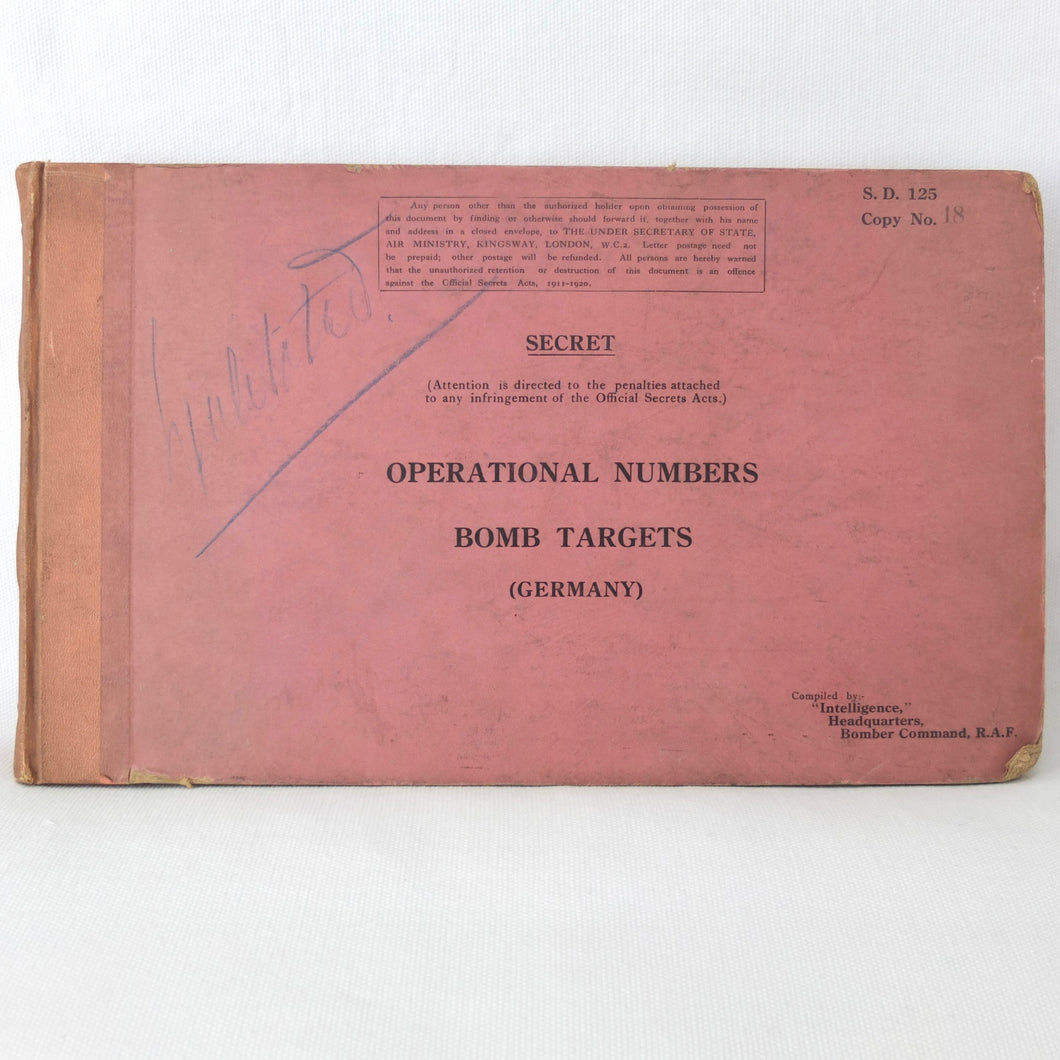 S. D. 125
Copy No. 18
Any person other than the authorized holder upon obtaining possession of
this document by finding or otherwise should forward it, together with his name
and address in a closed envelope, to THE UNDER SECRETARY OF STATE,
AIR MINISTRY, KINGSWAY, LONDON, W.C.2. Letter postage need not
be prepaid; other postage will be refunded. All persons are hereby warned
that the unauthorized retention or destruction of this document is an offence
against the Official Secrets Acts, 1911-1920.
SECRET
(Attention is directed to the penalties attached
to any infringement of the Official Secrets Acts.)
OPERATIONAL NUMBERS
BOMB TARGETS
(GERMANY)
Compiled by:-
"Intelligence,"
Headquarters,
Bomber Command, R.A.F.